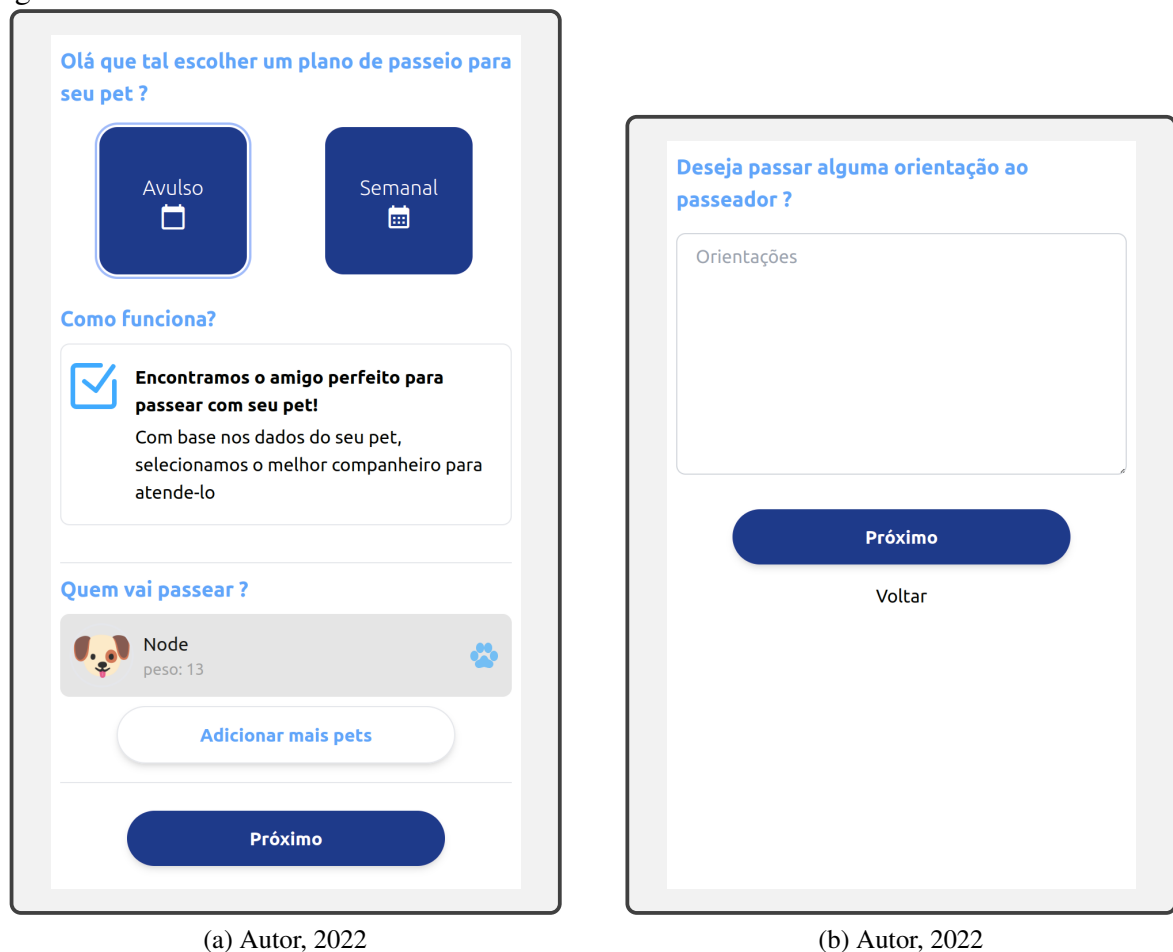 Olá que tal escolher um plano de passeio para
seu pet ?
Avulso
Semanal
Como funciona?
Encontramos o amigo perfeito para
passear com seu pet!
Com base nos dados do seu pet,
selecionamos o melhor companheiro para
atende-lo
Quem vai passear ?
Node
peso: 13
Adicionar mais pets
Próximo
(a) Autor, 2022
Deseja passar alguma orientação ao
passeador ?
Orientações
Próximo
Voltar
(b) Autor, 2022